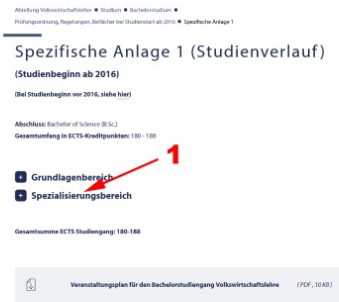 Abteilung Volkswirtschaftslehre ■ Studium ■ Bachelorstudium ■
Prüfungsordnung, Regelungen, Beifächer bei Studienstart ab 2016 ■ Spezifische Anlage 1
Spezifische Anlage 1 (Studienverlauf)
(Studienbeginn ab 2016)
(Bei Studienbeginn vor 2016, siehe hier)
Abschluss: Bachelor of Science (B.Sc.)
Gesamtumfang in ECTS-Kreditpunkten: 180 - 188
1
+ Grundlagenbereich
+ Spezialisierungsbereich
Gesamtsumme ECTS Studiengang: 180-188
Veranstaltungsplan für den Bachelorstudiengang Volkswirtschaftslehre (PDF, 10 KB)